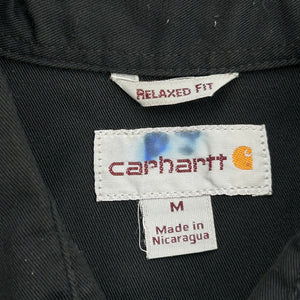 RELAXED FIT
carhartt
M
Made in
Nicaragua